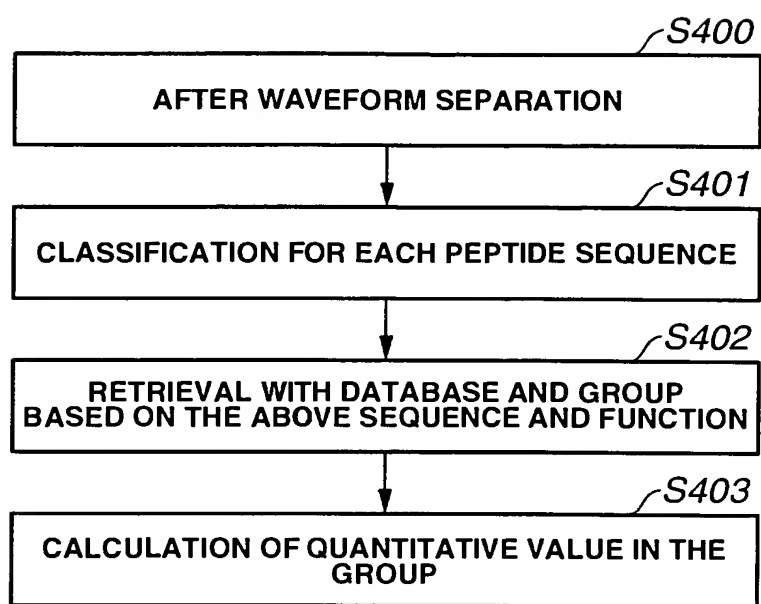 S400
AFTER WAVEFORM SEPARATION
S401
CLASSIFICATION FOR EACH PEPTIDE SEQUENCE
S402
RETRIEVAL WITH DATABASE AND GROUP
BASED ON THE ABOVE SEQUENCE AND FUNCTION
S403
CALCULATION OF QUANTITATIVE VALUE IN THE
GROUP